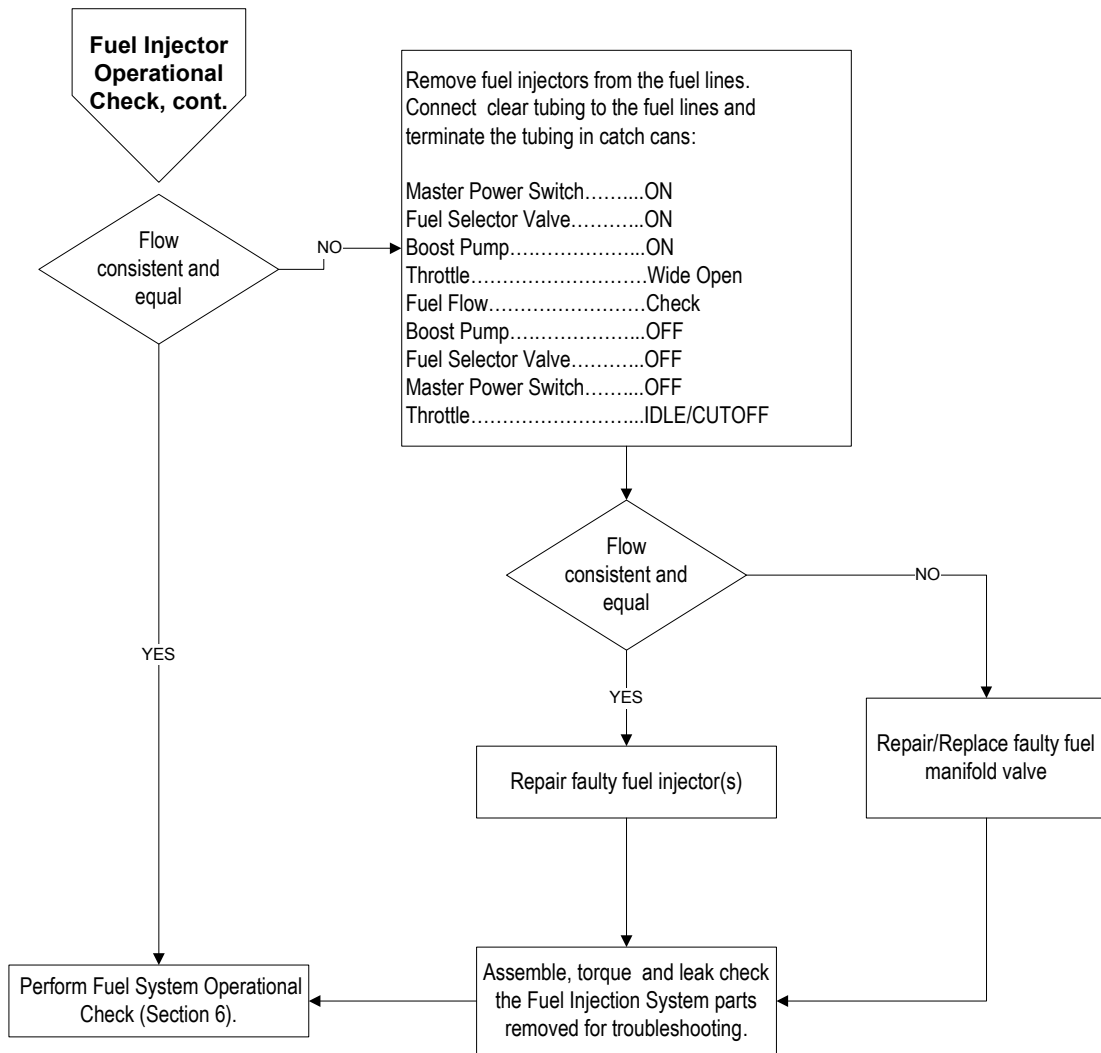 Fuel Injector
Operational
Check, cont.
Flow
consistent and
equal
NO
Remove fuel injectors from the fuel lines.
Connect clear tubing to the fuel lines and
terminate the tubing in catch cans:
Master Power Switch............ON
Fuel Selector Valve............ON
Boost Pump.....................ON
Throttle............................Wide Open
Fuel Flow.........................Check
Boost Pump.....................OFF
Fuel Selector Valve............OFF
Master Power Switch............OFF
Throttle............................IDLE/CUTOFF
Flow
consistent and
equal
NO
YES
YES
Repair faulty fuel injector(s)
Repair/Replace faulty fuel
manifold valve
Perform Fuel System Operational
Check (Section 6).
Assemble, torque and leak check
the Fuel Injection System parts
removed for troubleshooting.